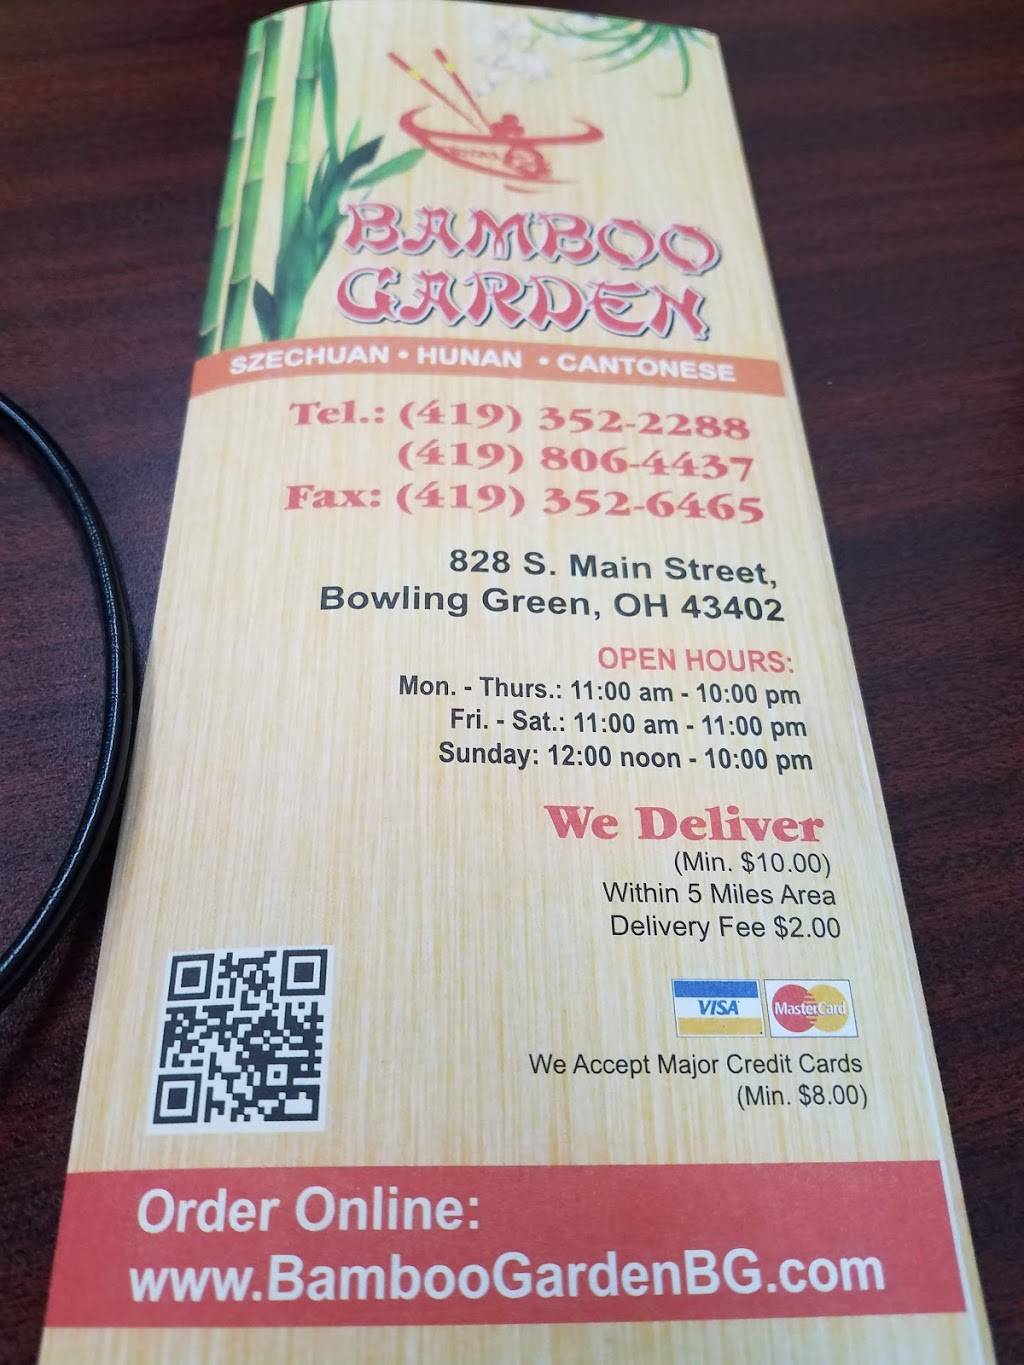 BAMBOO
GARDEN
SZECHUAN • HUNAN • CANTONESE
Tel.: (419) 352-2288
(419) 806-4437
Fax: (419) 352-6465
828 S. Main Street,
Bowling Green, OH 43402
OPEN HOURS:
Mon. - Thurs.: 11:00 am - 10:00 pm
Fri. - Sat.: 11:00 am - 11:00 pm
Sunday: 12:00 noon - 10:00 pm
We Deliver
(Min. $10.00)
Within 5 Miles Area
Delivery Fee $2.00
VISA MasterCard
We Accept Major Credit Cards
(Min. $8.00)
Order Online:
www.BambooGardenBG.com